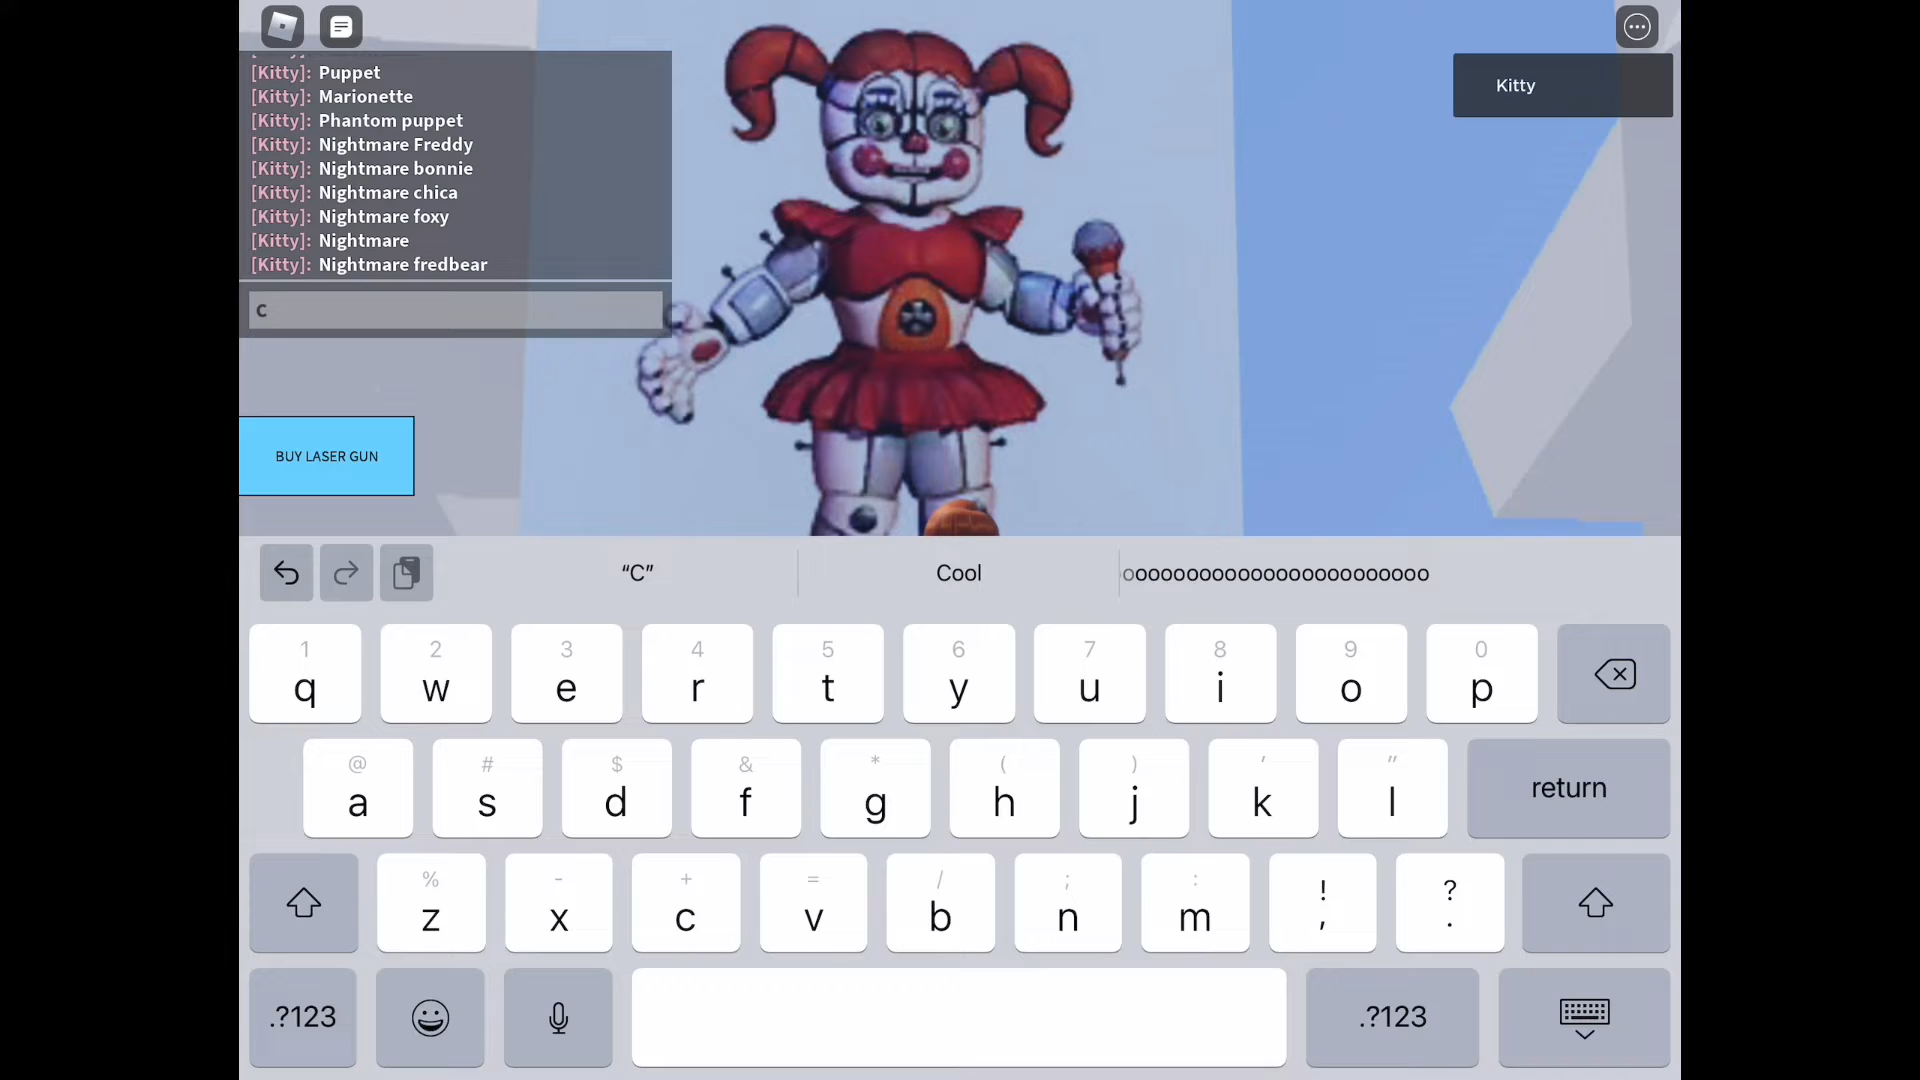 [Kitty]: Puppet
[Kitty]: Marionette
[Kitty]: Phantom puppet
[Kitty]: Nightmare Freddy
[Kitty]: Nightmare bonnie
[Kitty]: Nightmare chica
[Kitty]: Nightmare foxy
[Kitty]: Nightmare
[Kitty]: Nightmare fredbear
C
Kitty
BUY LASER GUN
“C” Cool oooooooooooooooooooooooo
1 2 3 4 5 6 7 8 9 0
q w e r t y u i o p
@ # $ & * ( ) ' "
a s d f g h j k l return
% - + = / ; : ! ?
z x c v b n m , .
.?123 .?123